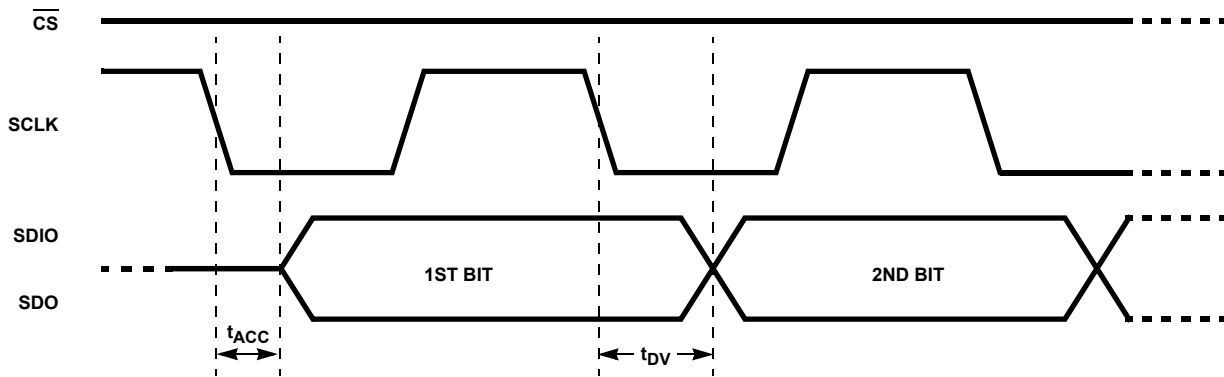 CS
SCLK
SDIO
1ST BIT
2ND BIT
SDO
tACC
tDV